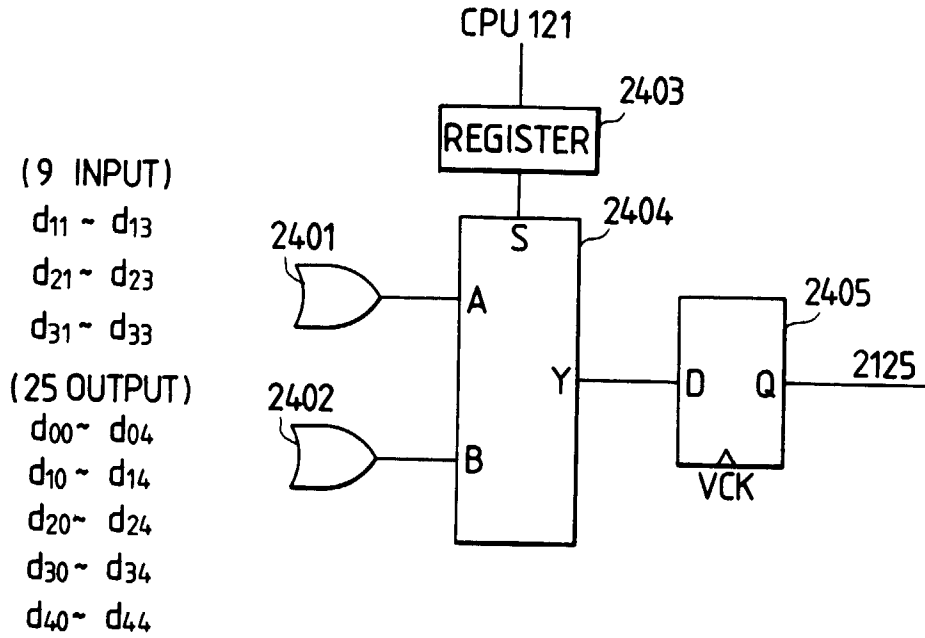 CPU 121
2403
REGISTER
(9 INPUT)
d11 ~ d13
d21 ~ d23
d31 ~ d33
(25 OUTPUT)
d00 ~ d04
d10 ~ d14
d20 ~ d24
d30 ~ d34
d40 ~ d44
2401
2402
2404
S
A
B
Y
2405
D
Q
VCK
2125